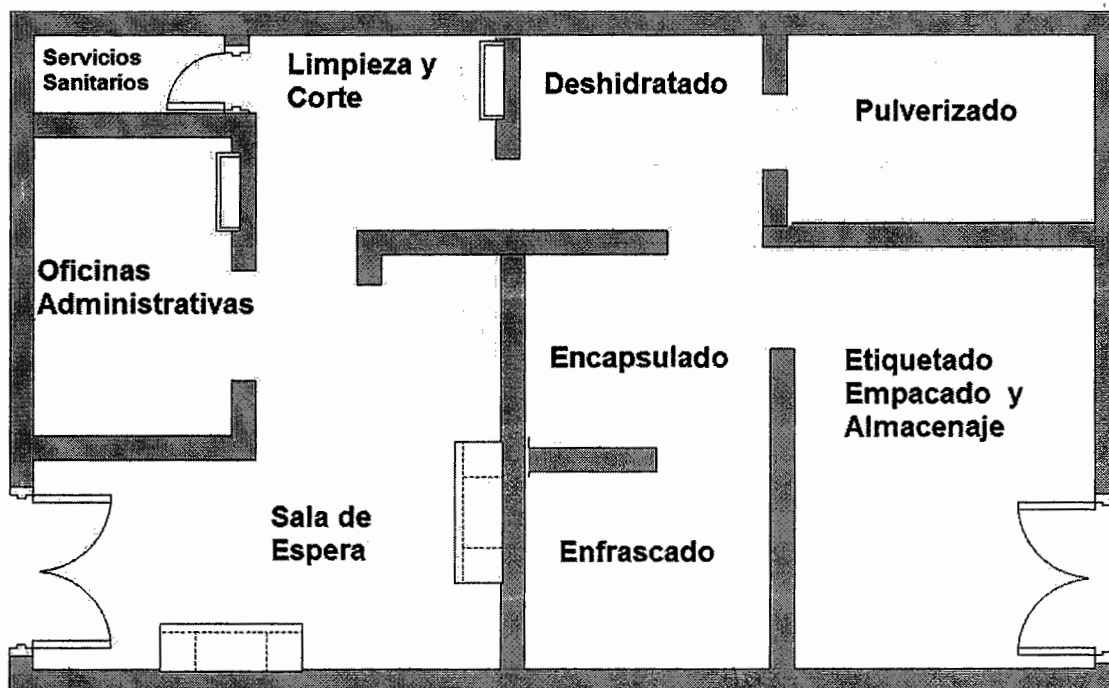 Servicios
Sanitarios
Limpieza y
Corte
Deshidratado
Pulverizado
Oficinas
Administrativas
Encapsulado
Etiquetado
Empacado y
Almacenaje
Sala de
Espera
Enfrascado